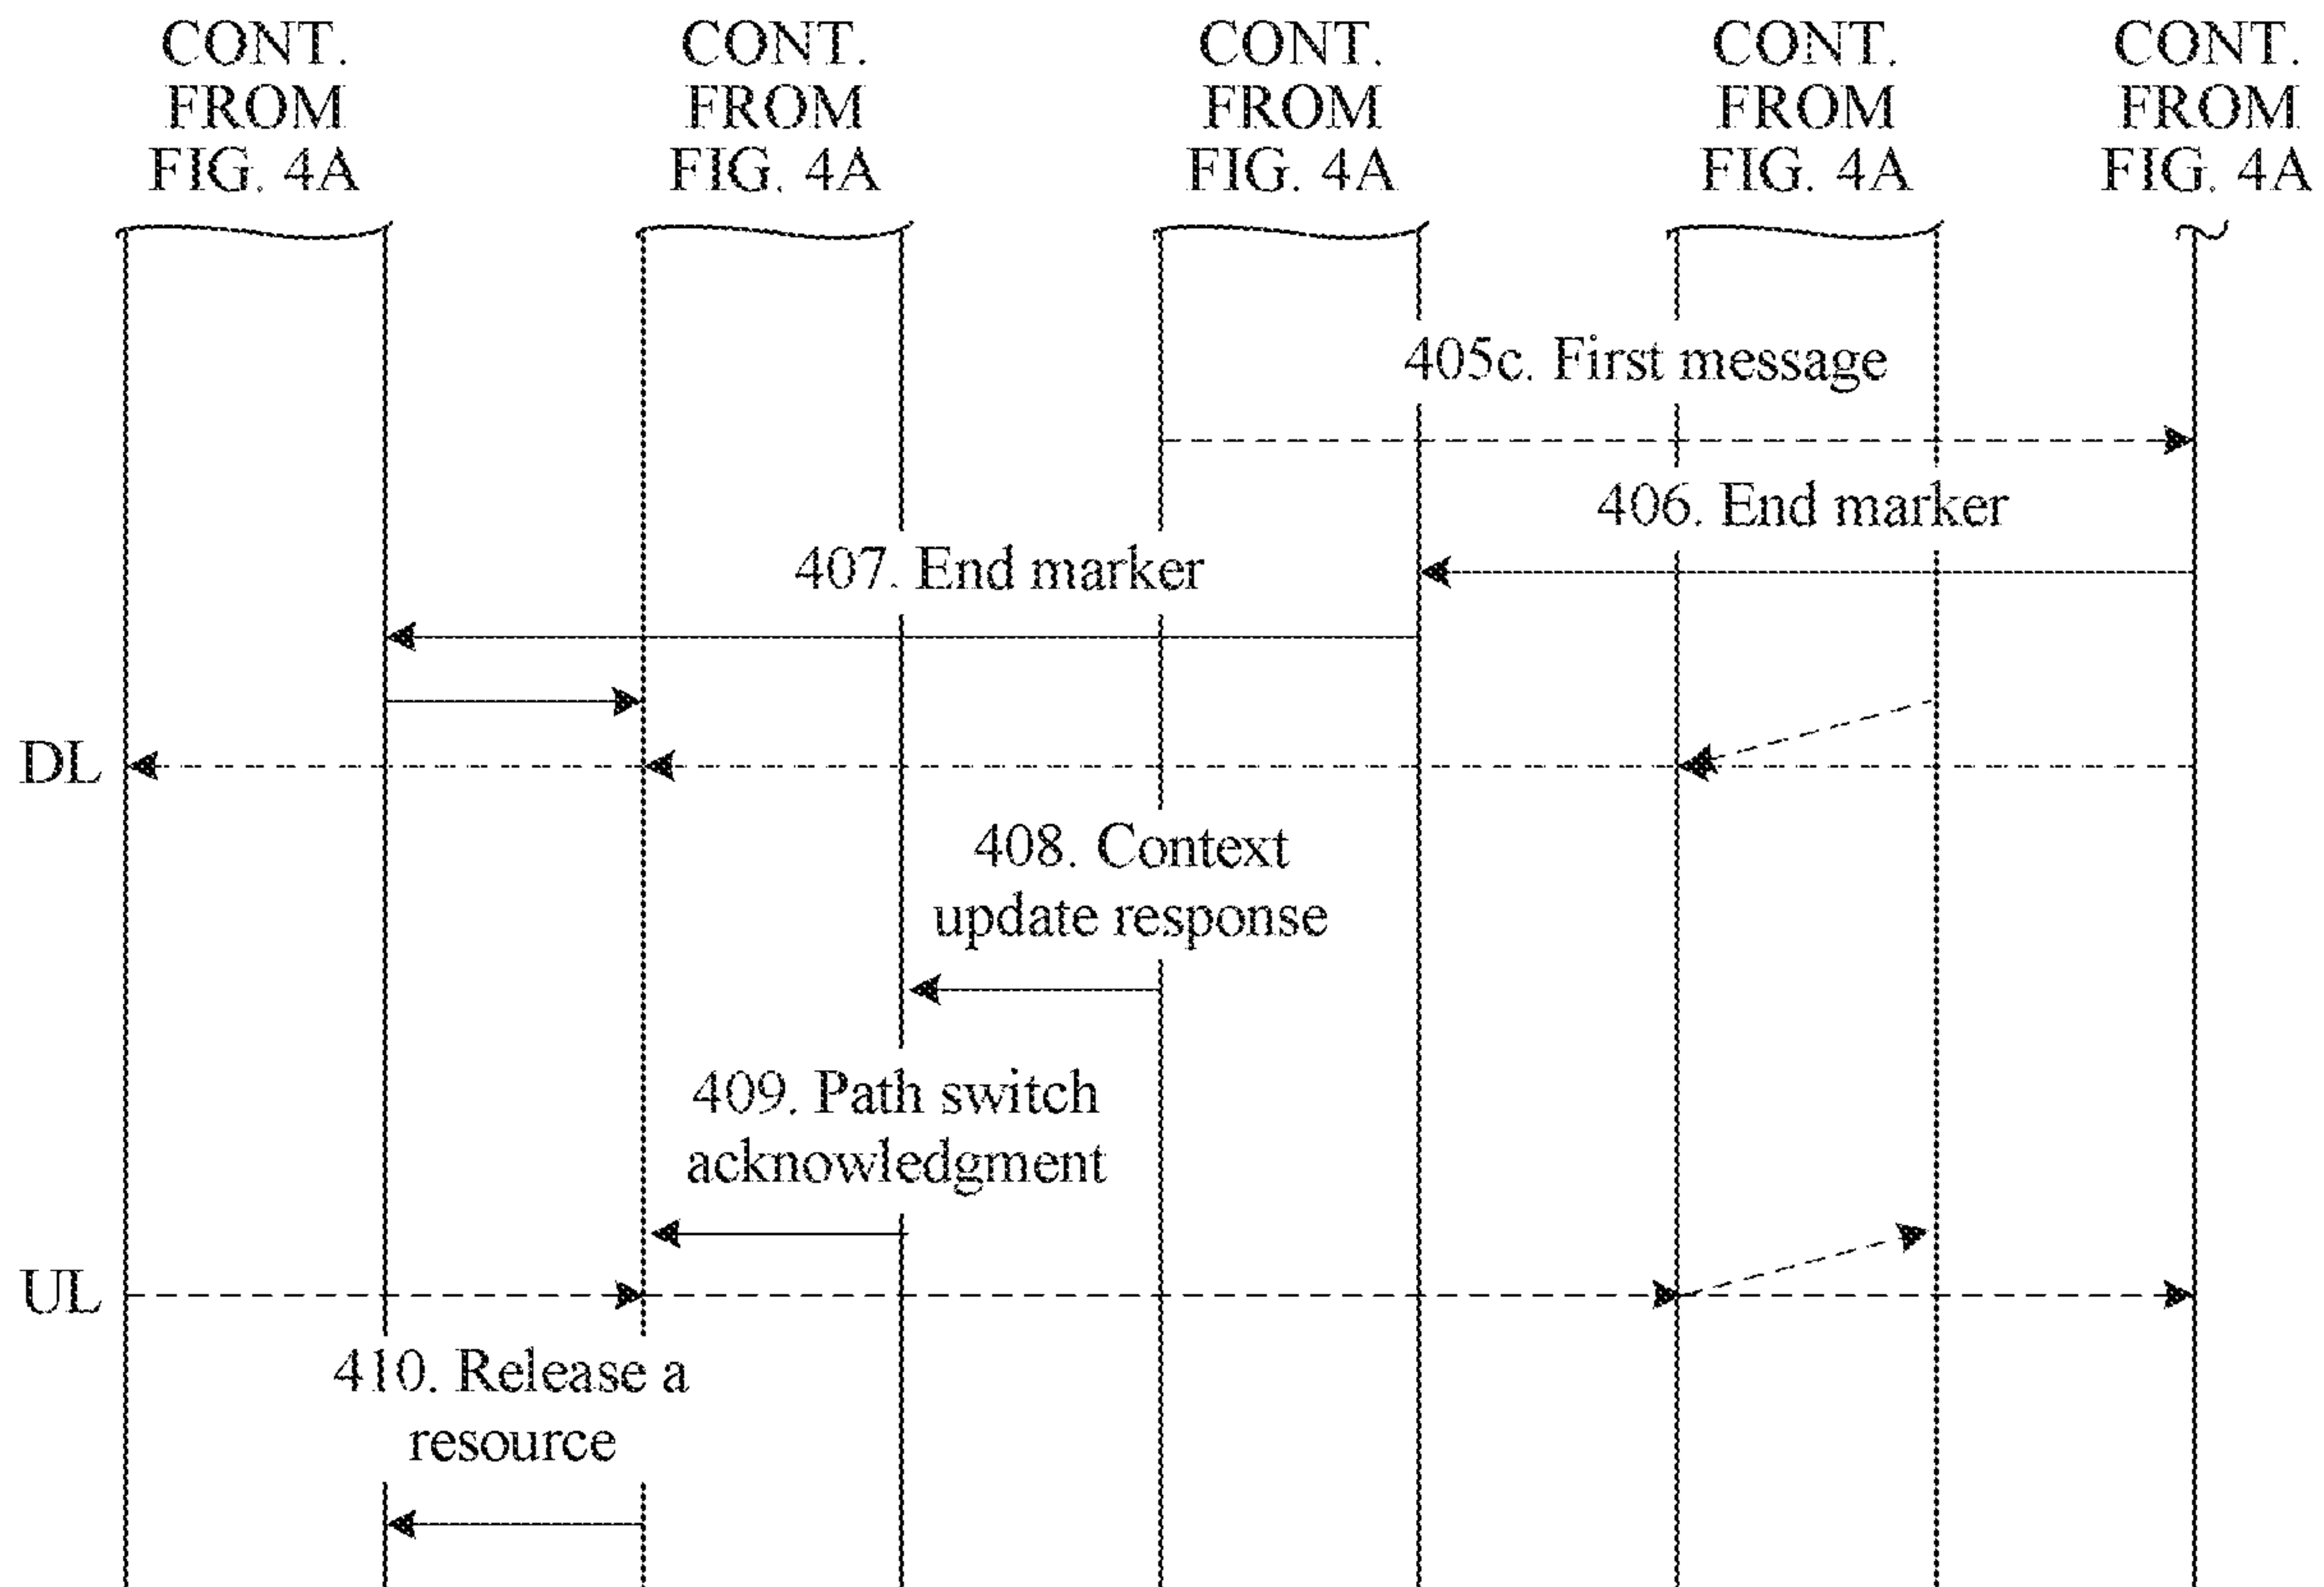 CONT.
FROM
FIG. 4A
CONT.
FROM
FIG. 4A
CONT.
FROM
FIG. 4A
CONT.
FROM
FIG. 4A
CONT.
FROM
FIG. 4A
405c. First message
406. End marker
407. End marker
DL
408. Context
update response
409. Path switch
acknowledgment
UL
410. Release a
resource